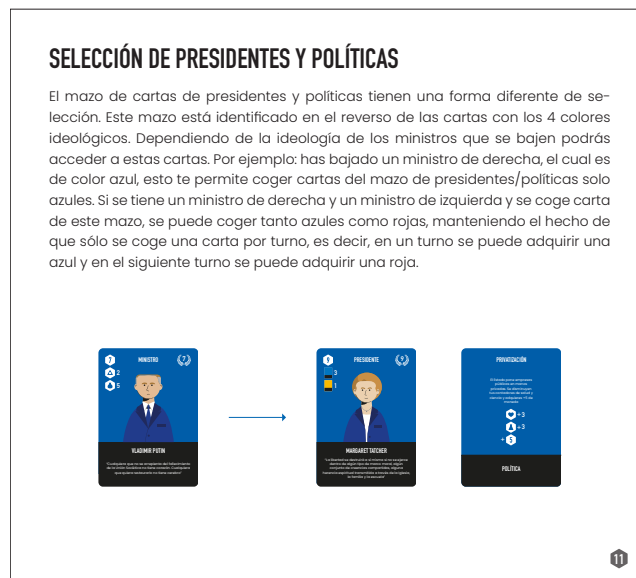 SELECCIÓN DE PRESIDENTES Y POLÍTICAS
El mazo de cartas de presidentes y políticas tienen una forma diferente de se-
lección. Este mazo está identificado en el reverso de las cartas con los 4 colores
ideológicos. Dependiendo de la ideología de los ministros que se bajen podrás
acceder a estas cartas. Por ejemplo: has bajado un ministro de derecha, el cual es
de color azul, esto te permite coger cartas del mazo de presidentes/políticas solo
azules. Si se tiene un ministro de derecha y un ministro de izquierda y se coge carta
de este mazo, se puede coger tanto azules como rojas, manteniendo el hecho de
que sólo se coge una carta por turno, es decir, en un turno se puede adquirir una
azul y en el siguiente turno se puede adquirir una roja.
7 MINISTRO 7
2
5
VLADIMIR PUTIN
9 PRESIDENTE 9
3
1
MARGARET TATCHER
PRIVATIZACIÓN
+3
+3
+ 5
POLÍTICA
11